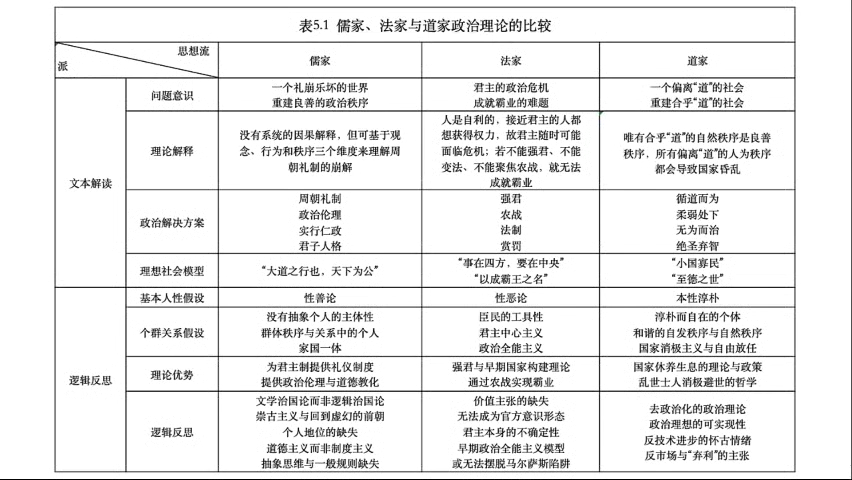 表5.1 儒家、法家与道家政治理论的比较
思想流
派
儒家
法家
道家
文本解读
问题意识
一个礼崩乐坏的世界
重建良善的政治秩序
君主的政治危机
成就霸业的难题
一个偏离“道”的社会
重建合乎“道”的社会
理论解释
没有系统的因果解释，但可基于观
念、行为和秩序三个维度来理解周
朝礼制的崩解
人是自利的，接近君主的人都
想获得权力，故君主随时可能
面临危机；若不能强君、不能
变法、不能聚焦农战，就无法
成就霸业
唯有合乎“道”的自然秩序是良善
秩序，所有偏离“道”的人为秩序
都会导致国家昏乱
政治解决方案
周朝礼制
政治伦理
实行仁政
君子人格
强君
农战
法制
赏罚
循道而为
柔弱处下
无为而治
绝圣弃智
理想社会模型
“大道之行也，天下为公”
“事在四方，要在中央”
“以成霸王之名”
“小国寡民”
“至德之世”
逻辑反思
基本人性假设
性善论
性恶论
本性淳朴
个群关系假设
没有抽象个人的主体性
群体秩序与关系中的个人
家国一体
臣民的工具性
君主中心主义
政治全能主义
淳朴而自在的个体
和谐的自发秩序与自然秩序
国家消极主义与自由放任
理论优势
为君主制提供礼仪制度
提供政治伦理与道德教化
强君与早期国家构建理论
通过农战实现霸业
国家休养生息的理论与政策
乱世士人消极避世的哲学
逻辑反思
文学治国论而非逻辑治国论
崇古主义与回到虚幻的前朝
个人地位的缺失
道德主义而非制度主义
抽象思维与一般规则缺失
价值主张的缺失
无法成为官方意识形态
君主本身的不确定性
早期政治全能主义模型
或无法摆脱马尔萨斯陷阱
去政治化的政治理论
政治理想的可实现性
反技术进步的怀古情绪
反市场与“弃利”的主张